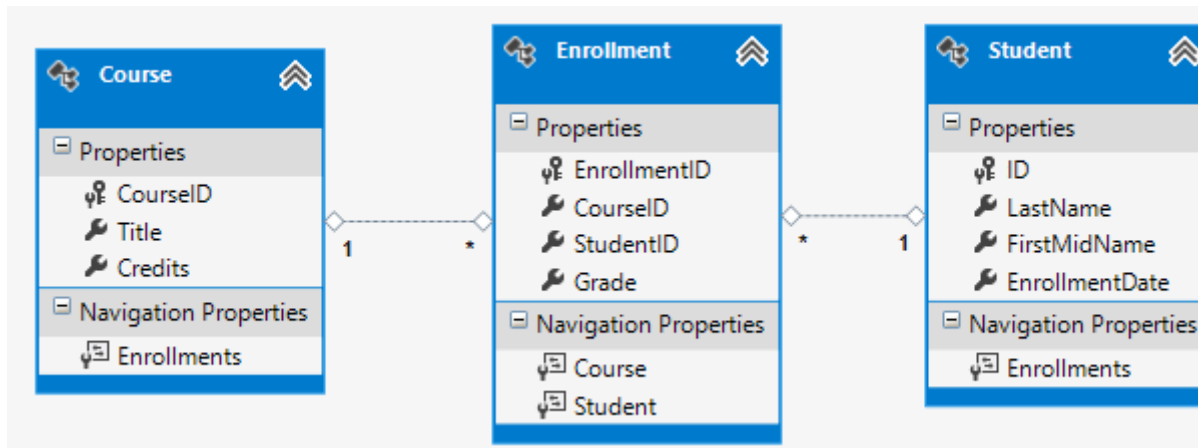 Course
Properties
CourseID
Title
Credits
Navigation Properties
Enrollments
1
*
Enrollment
Properties
EnrollmentID
CourseID
StudentID
Grade
Navigation Properties
Course
Student
*
1
Student
Properties
ID
LastName
FirstMidName
EnrollmentDate
Navigation Properties
Enrollments